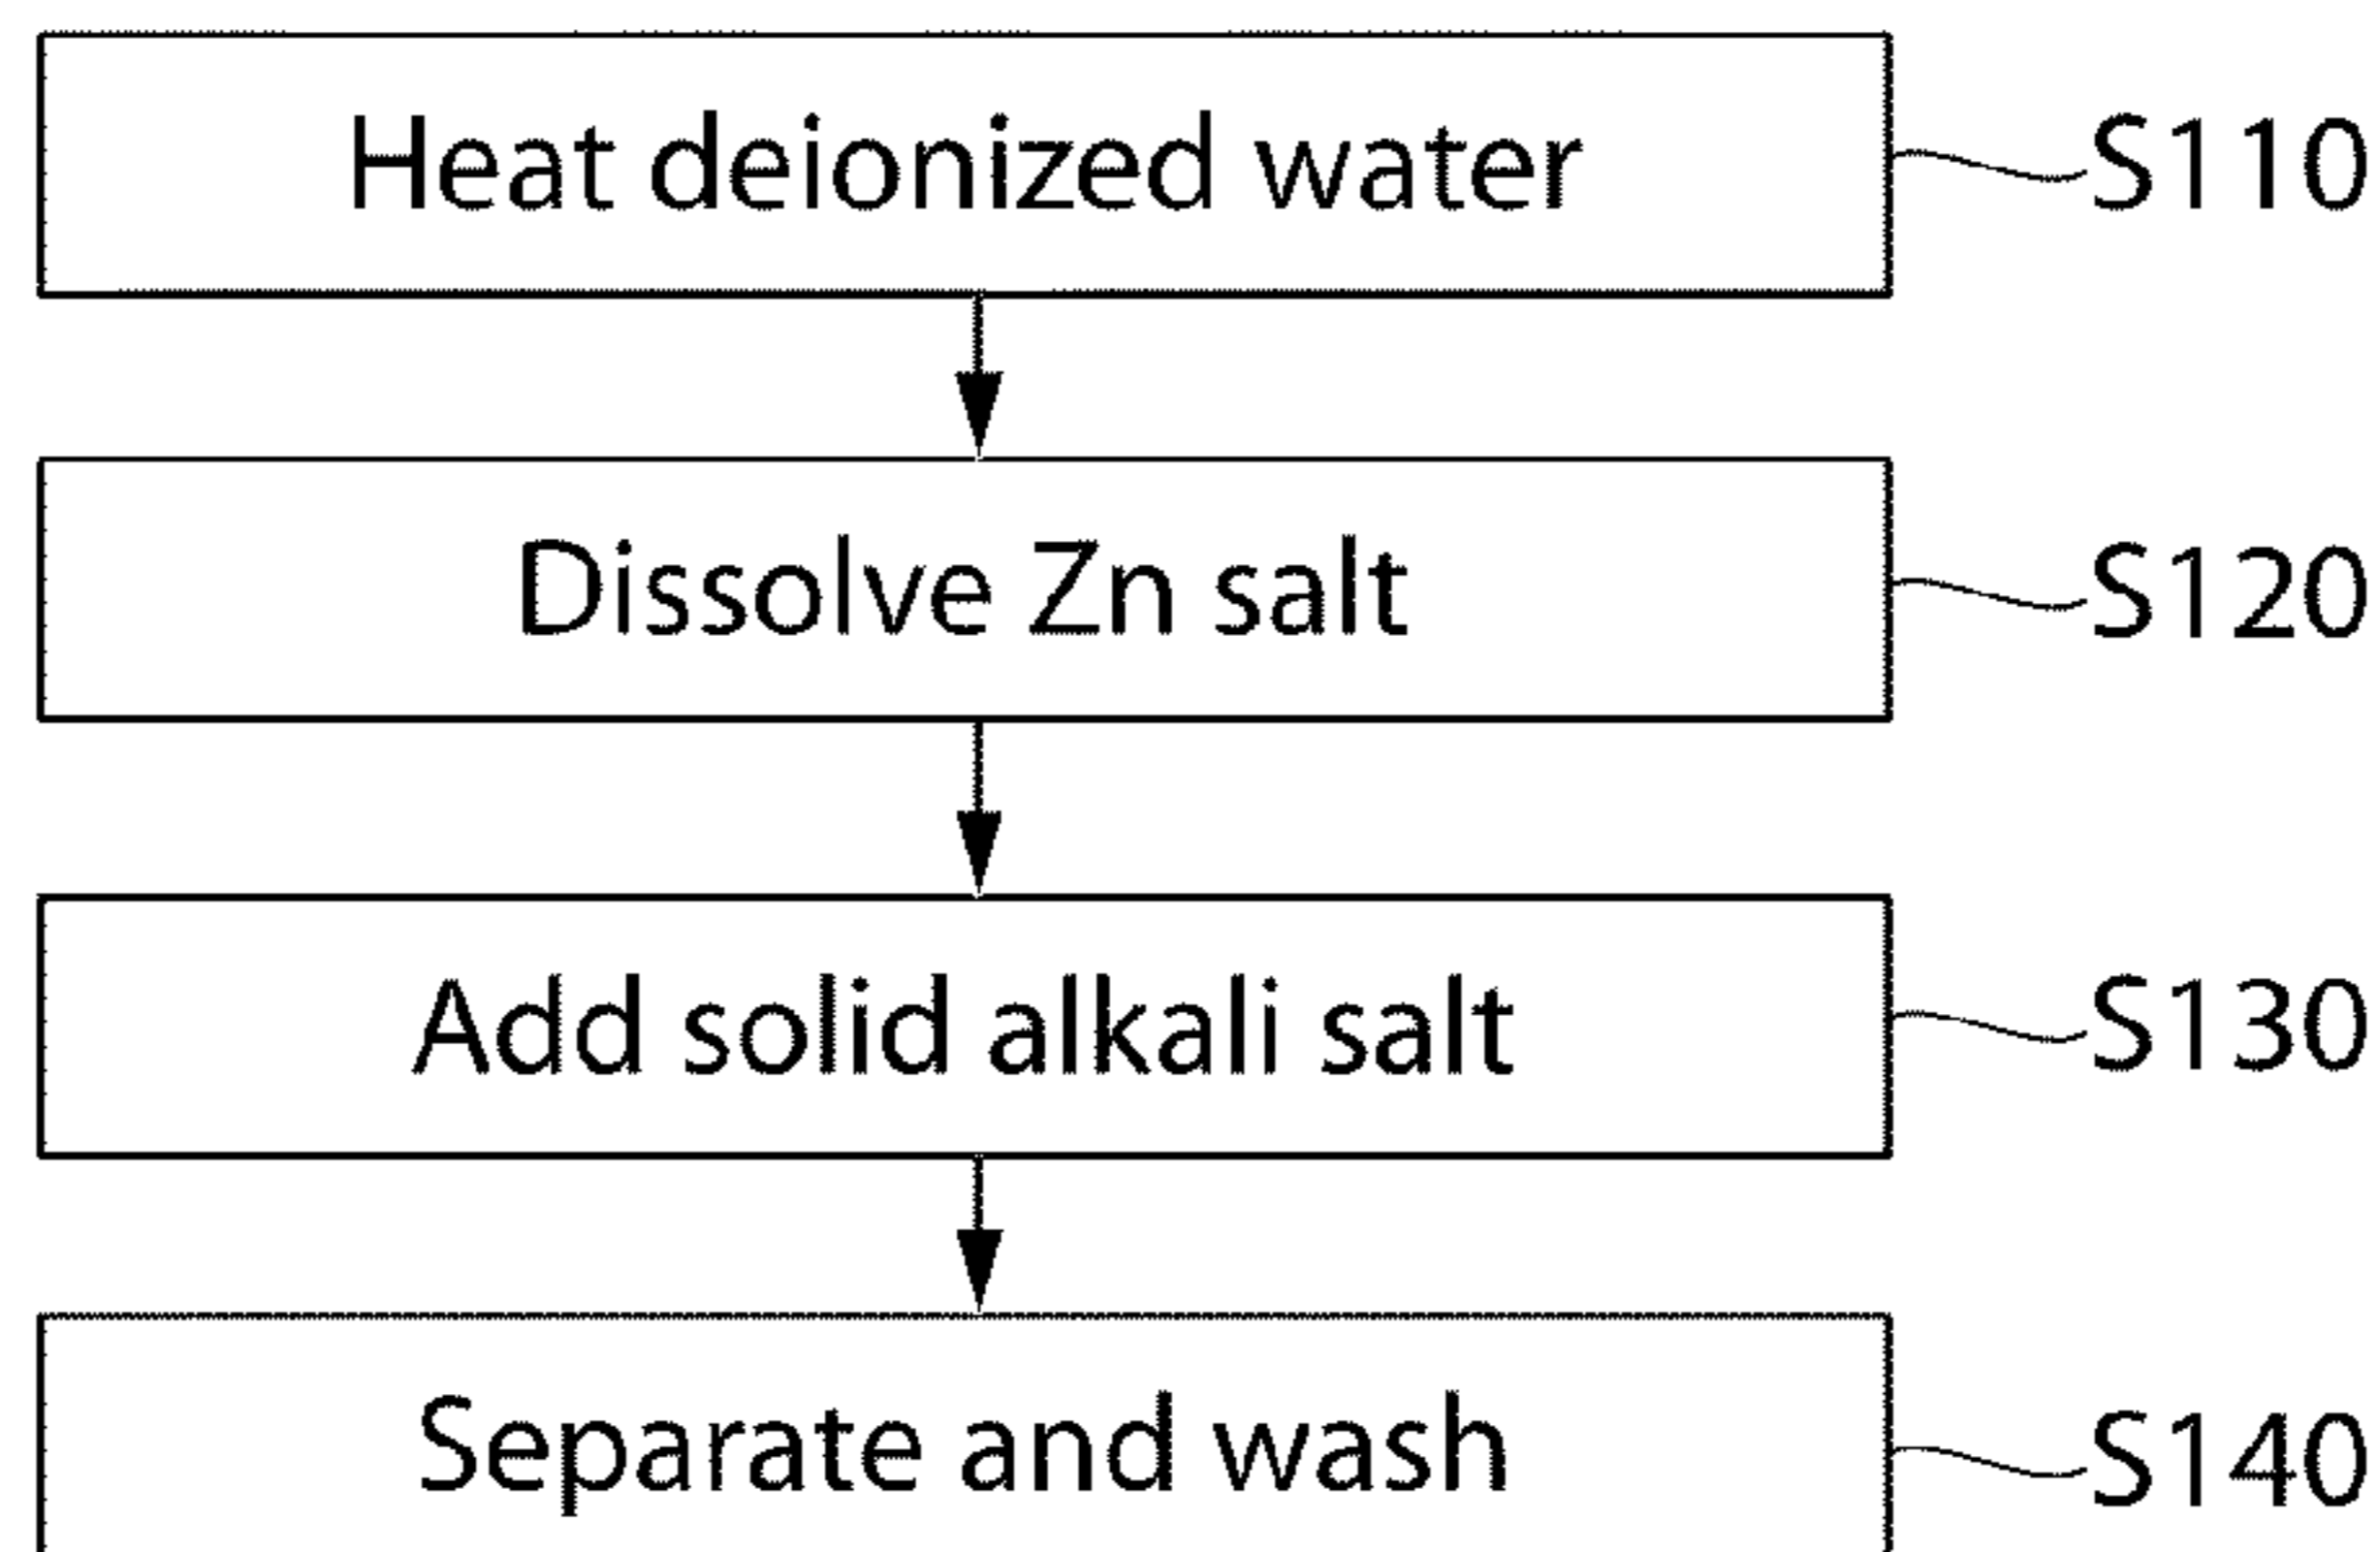 Heat deionized water S110
Dissolve Zn salt S120
Add solid alkali salt S130
Separate and wash S140